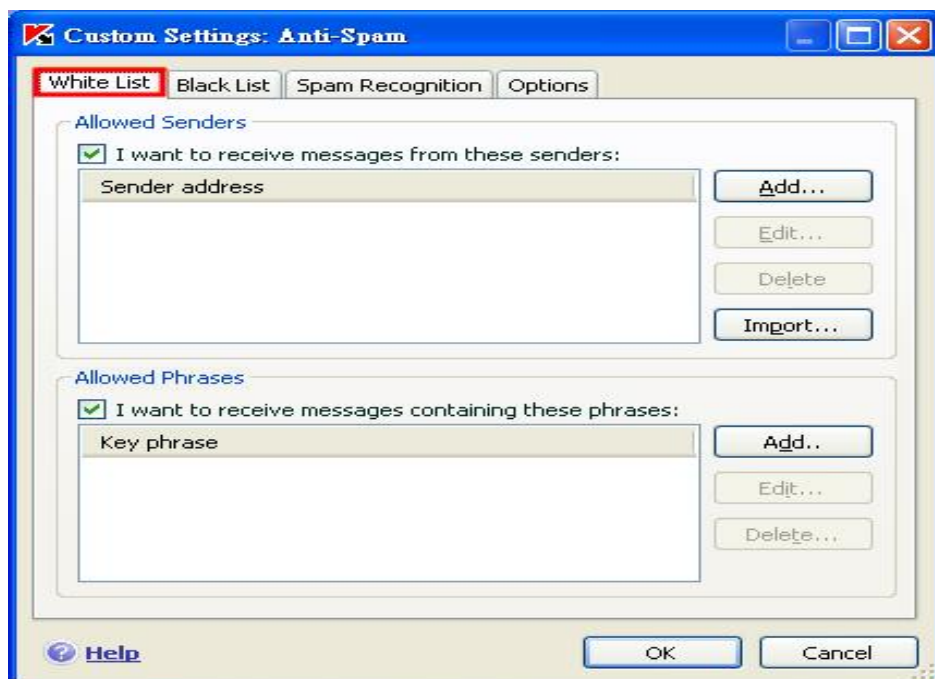 Custom Settings: Anti-Spam
White List Black List Spam Recognition Options
Allowed Senders
I want to receive messages from these senders:
Sender address
Add...
Edit...
Delete
Import...
Allowed Phrases
I want to receive messages containing these phrases:
Key phrase
Add..
Edit...
Delete...
Help OK Cancel